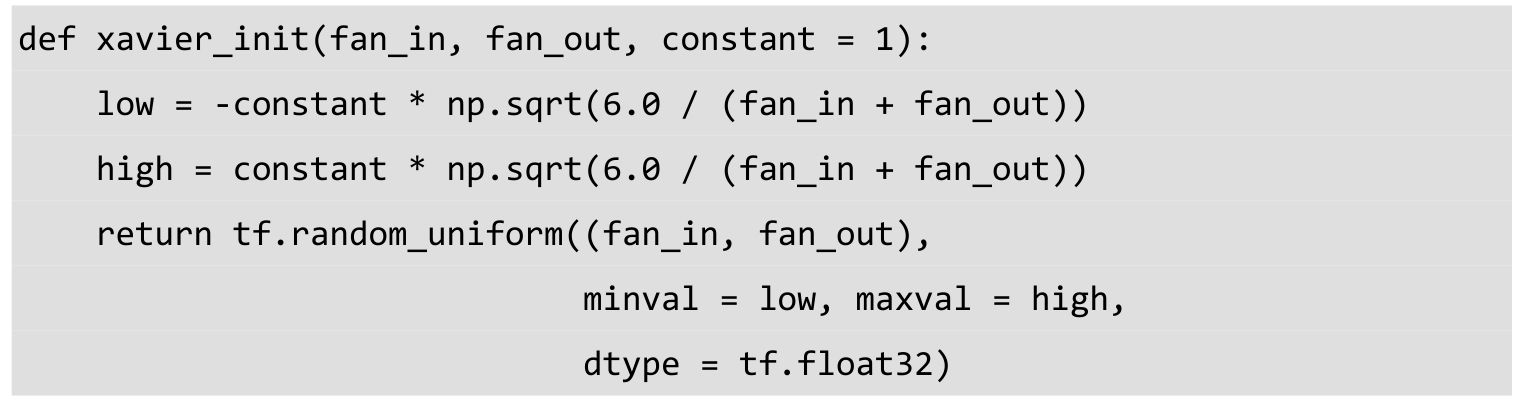 def xavier_init(fan_in, fan_out, constant = 1):
    low = -constant * np.sqrt(6.0 / (fan_in + fan_out))
    high = constant * np.sqrt(6.0 / (fan_in + fan_out))
    return tf.random_uniform((fan_in, fan_out),
                             minval = low, maxval = high,
                             dtype = tf.float32)